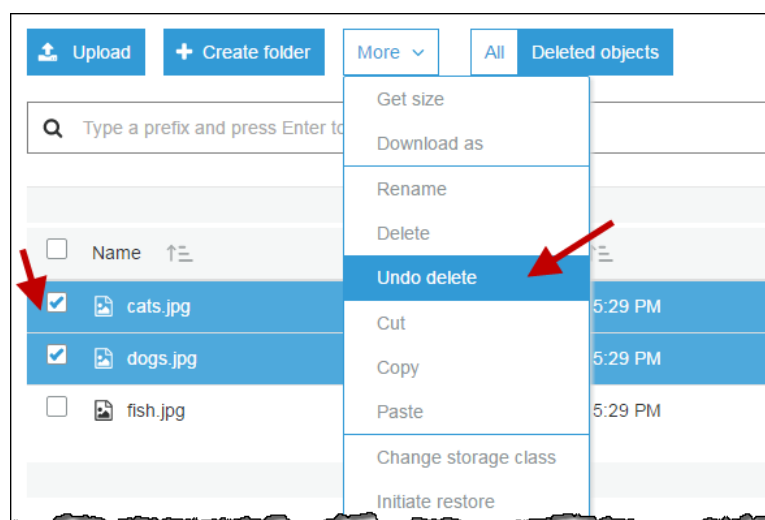 Upload
Create folder
More
All
Deleted objects
Type a prefix and press Enter to
Get size
Download as
Rename
Delete
Undo delete
Cut
Copy
Paste
Change storage class
Initiate restore
Name
cats.jpg 5:29 PM
dogs.jpg 5:29 PM
fish.jpg 5:29 PM